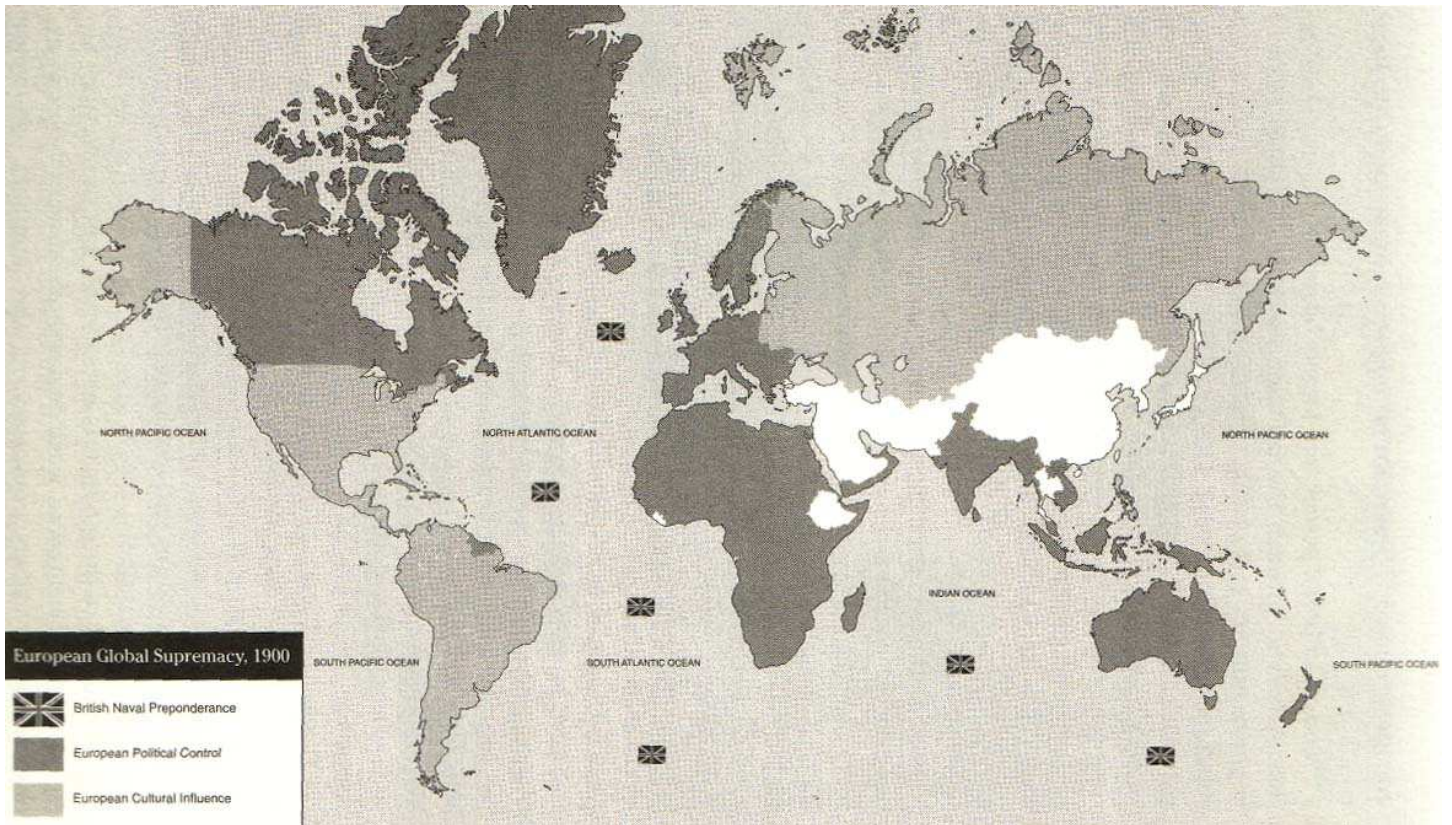 NORTH PACIFIC OCEAN
NORTH ATLANTIC OCEAN
NORTH PACIFIC OCEAN
INDIAN OCEAN
SOUTH PACIFIC OCEAN
SOUTH ATLANTIC OCEAN
SOUTH PACIFIC OCEAN
European Global Supremacy, 1900
British Naval Preponderance
European Political Control
European Cultural Influence